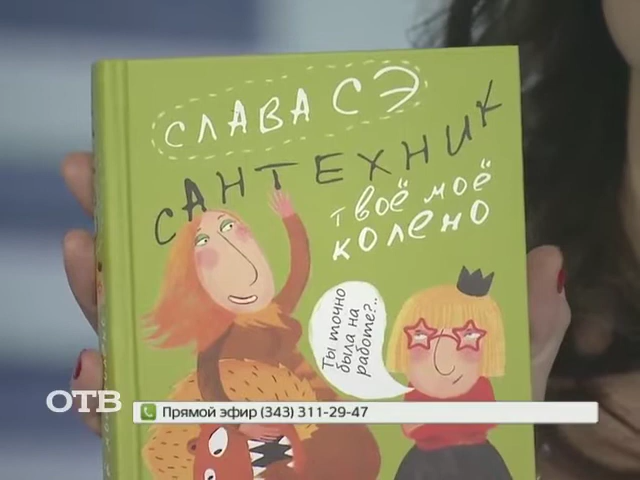 СЛАВА СЭ
САНТЕХНИК
твоё моё
колено
Ты точно
была на
работе?..
ОТВ
Прямой эфир (343) 311-29-47